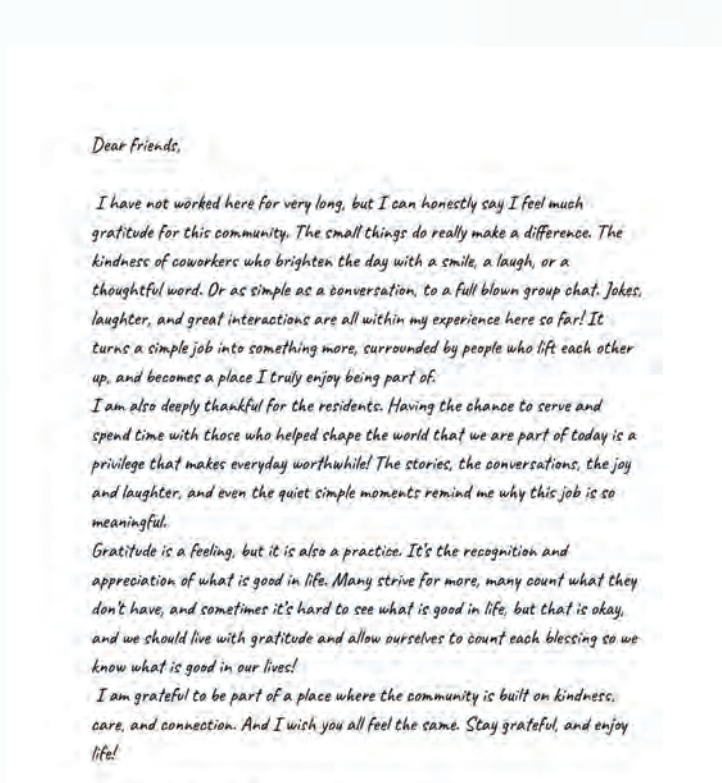 Dear Friends,
I have not worked here for very long, but I can honestly say I feel much
gratitude for this community. The small things do really make a difference. The
kindness of coworkers who brighten the day with a smile, a laugh, or a
thoughtful word. Or as simple as a conversation, to a full blown group chat. Jokes,
laughter, and great interactions are all within my experience here so far! It
turns a simple job into something more, surrounded by people who lift each other
up, and becomes a place I truly enjoy being part of.
I am also deeply thankful for the residents. Having the chance to serve and
spend time with those who helped shape the world that we are part of today is a
privilege that makes everyday worthwhile! The stories, the conversations, the joy
and laughter, and even the quiet simple moments remind me why this job is so
meaningful.
Gratitude is a feeling, but it is also a practice. It's the recognition and
appreciation of what is good in life. Many strive for more, many count what they
don't have, and sometimes it's hard to see what is good in life, but that is okay,
and we should live with gratitude and allow ourselves to count each blessing so we
know what is good in our lives!
I am grateful to be part of a place where the community is built on kindness,
care, and connection. And I wish you all feel the same. Stay grateful, and enjoy
life!